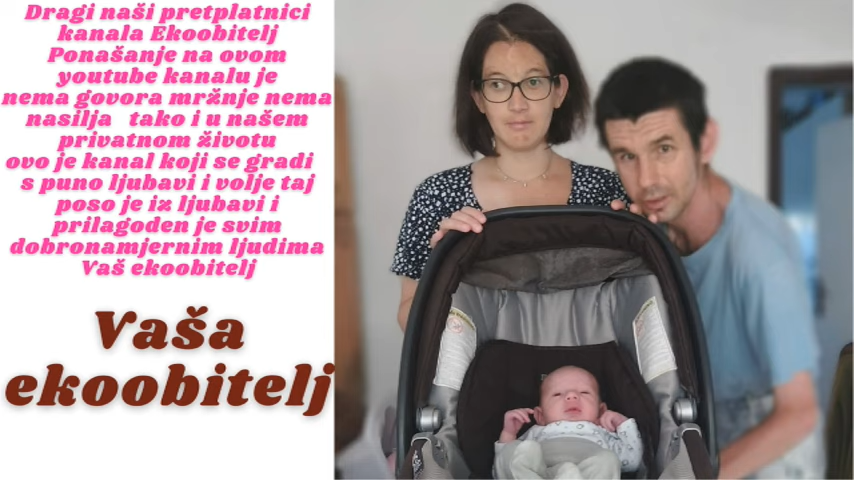 Dragi naši pretplatnici
kanala Ekoobitelj
Ponašanje na ovom
youtube kanalu je
nema govora mržnje nema
nasilja tako i u našem
privatnom životu
ovo je kanal koji se gradi
s puno ljubavi i volje taj
poso je iz ljubavi i
prilagođen je svim
dobronamjernim ljudima
Vaš ekoobitelj
Vaša
ekoobitelj